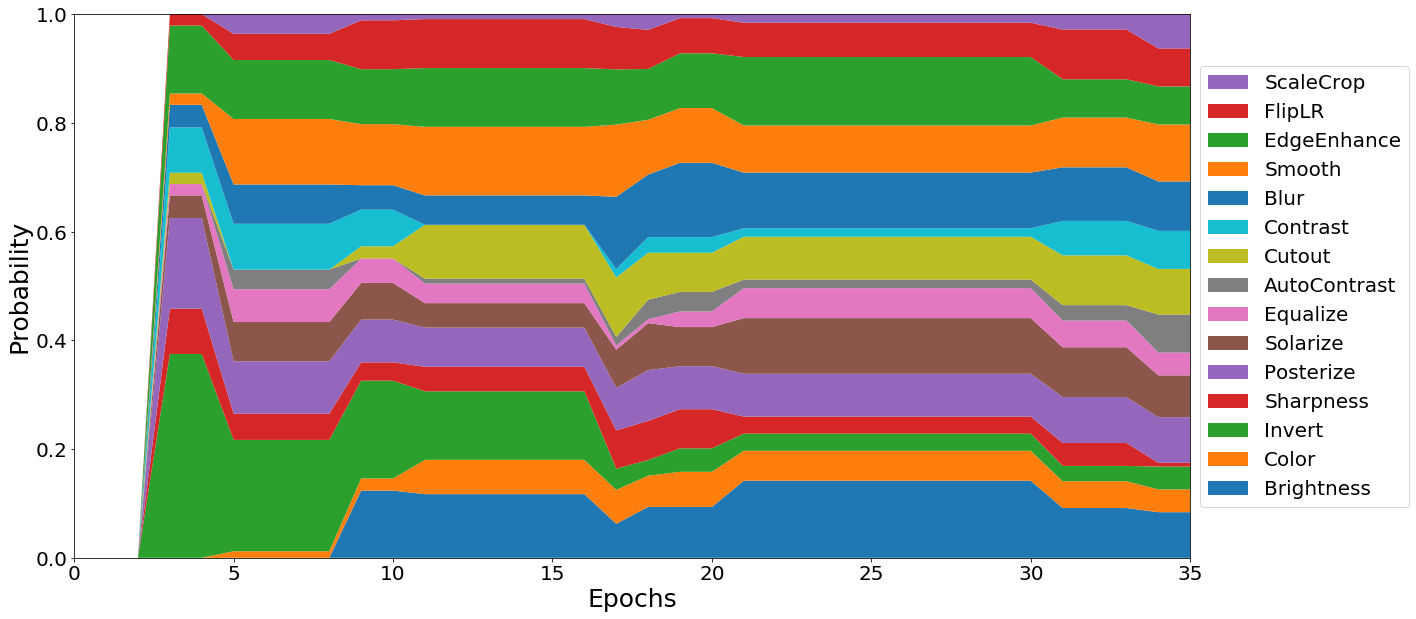 1.0
0.8
0.6
0.4
0.2
0.0
Probability
0 5 10 15 20 25 30 35
Epochs
ScaleCrop
FlipLR
EdgeEnhance
Smooth
Blur
Contrast
Cutout
AutoContrast
Equalize
Solarize
Posterize
Sharpness
Invert
Color
Brightness